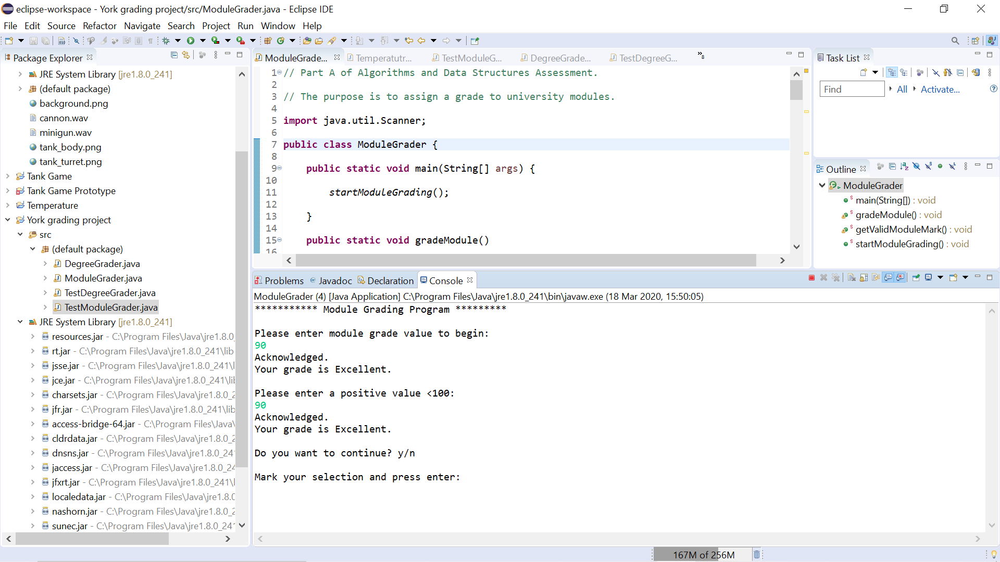 eclipse-workspace - York grading project/src/ModuleGrader.java - Eclipse IDE
File Edit Source Refactor Navigate Search Project Run Window Help
Package Explorer
JRE System Library [jre1.8.0_241]
(default package)
background.png
cannon.wav
minigun.wav
tank_body.png
tank_turret.png
Tank Game
Tank Game Prototype
Temperature
York grading project
src
(default package)
DegreeGrader.java
ModuleGrader.java
TestDegreeGrader.java
TestModuleGrader.java
JRE System Library [jre1.8.0_241]
resources.jar - C:\Program Files\Java\jre1.8.0_
rt.jar - C:\Program Files\Java\jre1.8.0_241\lib
jsse.jar - C:\Program Files\Java\jre1.8.0_241\l
jce.jar - C:\Program Files\Java\jre1.8.0_241\lib
charsets.jar - C:\Program Files\Java\jre1.8.0_2
jfr.jar - C:\Program Files\Java\jre1.8.0_241\lib
access-bridge-64.jar - C:\Program Files\Java\
cldrdata.jar - C:\Program Files\Java\jre1.8.0_2
dnsns.jar - C:\Program Files\Java\jre1.8.0_241
jaccess.jar - C:\Program Files\Java\jre1.8.0_24
jfxrt.jar - C:\Program Files\Java\jre1.8.0_241\l
localedata.jar - C:\Program Files\Java\jre1.8.0
nashorn.jar - C:\Program Files\Java\jre1.8.0_2
sunec.jar - C:\Program Files\Java\jre1.8.0_241
ModuleGrade... Temperatutr... TestModuleG... DegreeGrade... TestDegreeG... »8
1 // Part A of Algorithms and Data Structures Assessment.
2
3 // The purpose is to assign a grade to university modules.
4
5 import java.util.Scanner;
6
7 public class ModuleGrader {
8
9 public static void main(String[] args) {
10
11 startModuleGrading();
12
13 }
14
15 public static void gradeModule()
16
Task List
Find All Activate...
Outline
ModuleGrader
main(String[]) : void
gradeModule() : void
getValidModuleMark() : void
startModuleGrading() : void
Problems @ Javadoc Declaration Console
ModuleGrader (4) [Java Application] C:\Program Files\Java\jre1.8.0_241\bin\javaw.exe (18 Mar 2020, 15:50:05)
*********** Module Grading Program *********
Please enter module grade value to begin:
90
Acknowledged.
Your grade is Excellent.
Please enter a positive value <100:
90
Acknowledged.
Your grade is Excellent.
Do you want to continue? y/n
Mark your selection and press enter:
167M of 256M